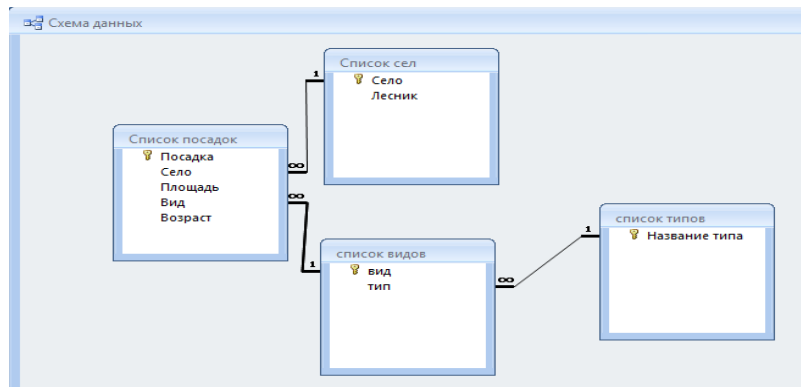 Схема данных
Список сел
Село
Лесник
Список посадок
Посадка
Село
Площадь
Вид
Возраст
список видов
вид
тип
список типов
Название типа
1
∞
∞
1
∞
1